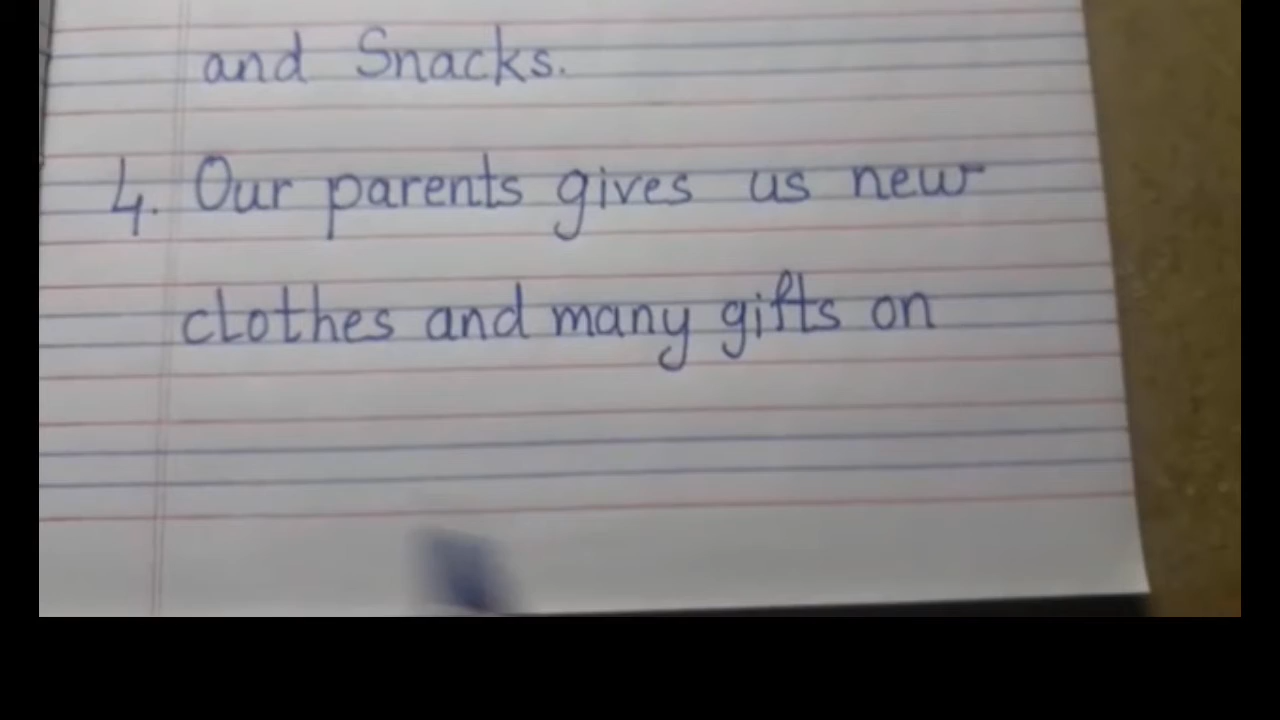 and Snacks.
4. Our parents gives us new
clothes and many gifts on